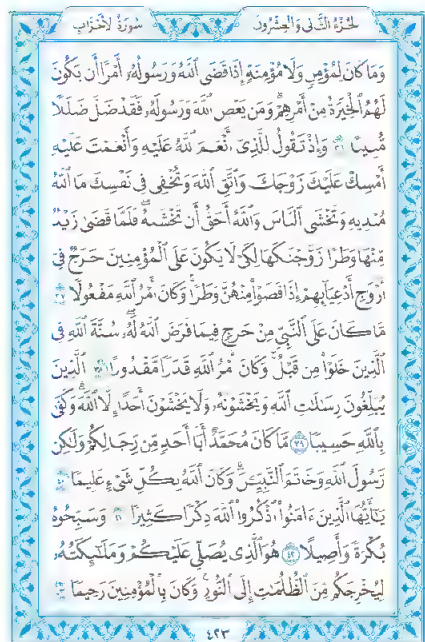 الجزء الثاني والعشرون
سورة الأحزاب
وَمَا كَانَ لِمُؤْمِنٍ وَلَا مُؤْمِنَةٍ إِذَا قَضَى ٱللَّهُ وَرَسُولُهُۥٓ أَمْرًا أَن يَكُونَ
لَهُمُ ٱلْخِيَرَةُ مِنْ أَمْرِهِمْ ۗ وَمَن يَعْصِ ٱللَّهَ وَرَسُولَهُۥ فَقَدْ ضَلَّ ضَلَٰلًا
مُّبِينًا ٣٦ وَإِذْ تَقُولُ لِلَّذِىٓ أَنْعَمَ ٱللَّهُ عَلَيْهِ وَأَنْعَمْتَ عَلَيْهِ
أَمْسِكْ عَلَيْكَ زَوْجَكَ وَٱتَّقِ ٱللَّهَ وَتُخْفِى فِى نَفْسِكَ مَا ٱللَّهُ
مُبْدِيهِ وَتَخْشَى ٱلنَّاسَ وَٱللَّهُ أَحَقُّ أَن تَخْشَىٰهُ ۖ فَلَمَّا قَضَىٰ زَيْدٌ
مِّنْهَا وَطَرًا زَوَّجْنَٰكَهَا لِكَىْ لَا يَكُونَ عَلَى ٱلْمُؤْمِنِينَ حَرَجٌ فِىٓ
أَزْوَٰجِ أَدْعِيَآئِهِمْ إِذَا قَضَوْا۟ مِنْهُنَّ وَطَرًا ۚ وَكَانَ أَمْرُ ٱللَّهِ مَفْعُولًا ٣٧
مَّا كَانَ عَلَى ٱلنَّبِىِّ مِنْ حَرَجٍ فِيمَا فَرَضَ ٱللَّهُ لَهُۥ ۖ سُنَّةَ ٱللَّهِ فِى
ٱلَّذِينَ خَلَوْا۟ مِن قَبْلُ ۚ وَكَانَ أَمْرُ ٱللَّهِ قَدَرًا مَّقْدُورًا ٣٨ ٱلَّذِينَ
يُبَلِّغُونَ رِسَٰلَٰتِ ٱللَّهِ وَيَخْشَوْنَهُۥ وَلَا يَخْشَوْنَ أَحَدًا إِلَّا ٱللَّهَ ۗ وَكَفَىٰ
بِٱللَّهِ حَسِيبًا ٣٩ مَّا كَانَ مُحَمَّدٌ أَبَآ أَحَدٍ مِّن رِّجَالِكُمْ وَلَٰكِن
رَّسُولَ ٱللَّهِ وَخَاتَمَ ٱلنَّبِيِّۦنَ ۗ وَكَانَ ٱللَّهُ بِكُلِّ شَىْءٍ عَلِيمًا ٤٠
يَٰٓأَيُّهَا ٱلَّذِينَ ءَامَنُوا۟ ٱذْكُرُوا۟ ٱللَّهَ ذِكْرًا كَثِيرًا ٤١ وَسَبِّحُوهُ
بُكْرَةً وَأَصِيلًا ٤٢ هُوَ ٱلَّذِى يُصَلِّى عَلَيْكُمْ وَمَلَٰٓئِكَتُهُۥ
لِيُخْرِجَكُم مِّنَ ٱلظُّلُمَٰتِ إِلَى ٱلنُّورِ ۚ وَكَانَ بِٱلْمُؤْمِنِينَ رَحِيمًا ٤٣
٤٢٣